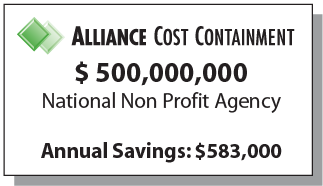 ALLIANCE COST CONTAINMENT
$ 500,000,000
National Non Profit Agency
Annual Savings: $583,000